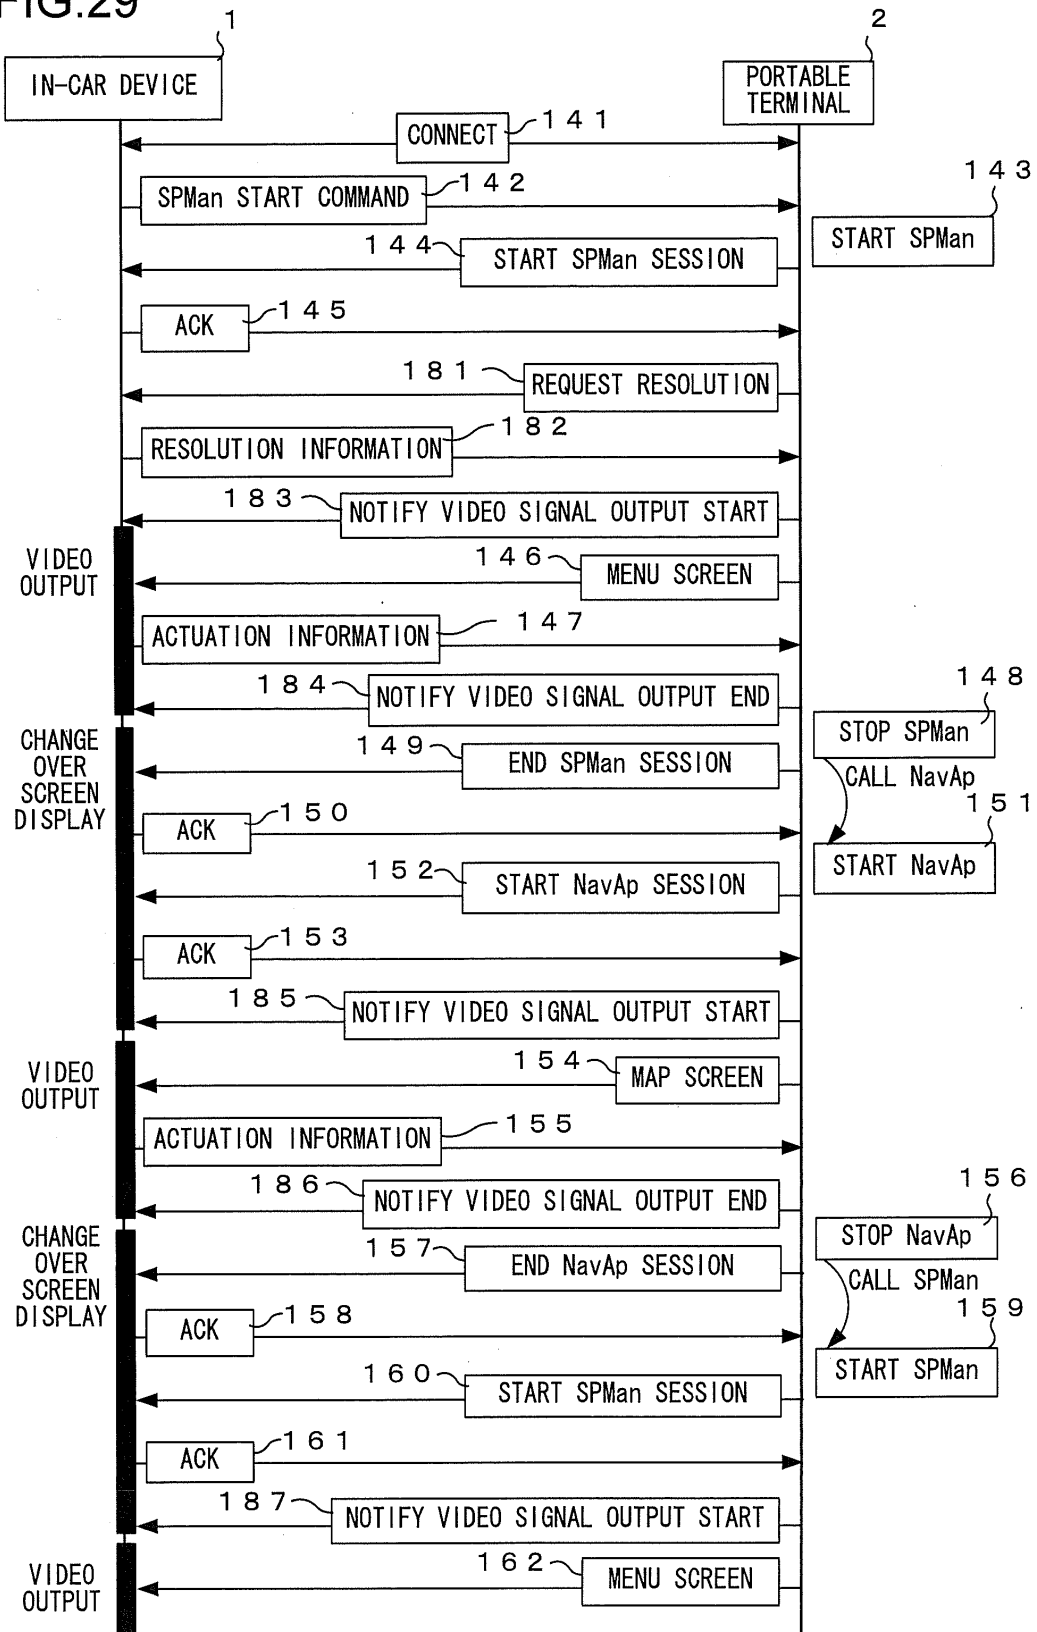 FIG.29
1
2
IN-CAR DEVICE
PORTABLE
TERMINAL
CONNECT
141
SPMan START COMMAND
142
143
START SPMan
144
START SPMan SESSION
ACK
145
181
REQUEST RESOLUTION
RESOLUTION INFORMATION
182
183
NOTIFY VIDEO SIGNAL OUTPUT START
VIDEO
OUTPUT
146
MENU SCREEN
ACTUATION INFORMATION
147
184
NOTIFY VIDEO SIGNAL OUTPUT END
148
STOP SPMan
CHANGE
OVER
SCREEN
DISPLAY
149
END SPMan SESSION
CALL NavAp
ACK
150
151
START NavAp
152
START NavAp SESSION
ACK
153
185
NOTIFY VIDEO SIGNAL OUTPUT START
VIDEO
OUTPUT
154
MAP SCREEN
ACTUATION INFORMATION
155
186
NOTIFY VIDEO SIGNAL OUTPUT END
156
STOP NavAp
CHANGE
OVER
SCREEN
DISPLAY
157
END NavAp SESSION
CALL SPMan
ACK
158
159
START SPMan
160
START SPMan SESSION
ACK
161
187
NOTIFY VIDEO SIGNAL OUTPUT START
VIDEO
OUTPUT
162
MENU SCREEN